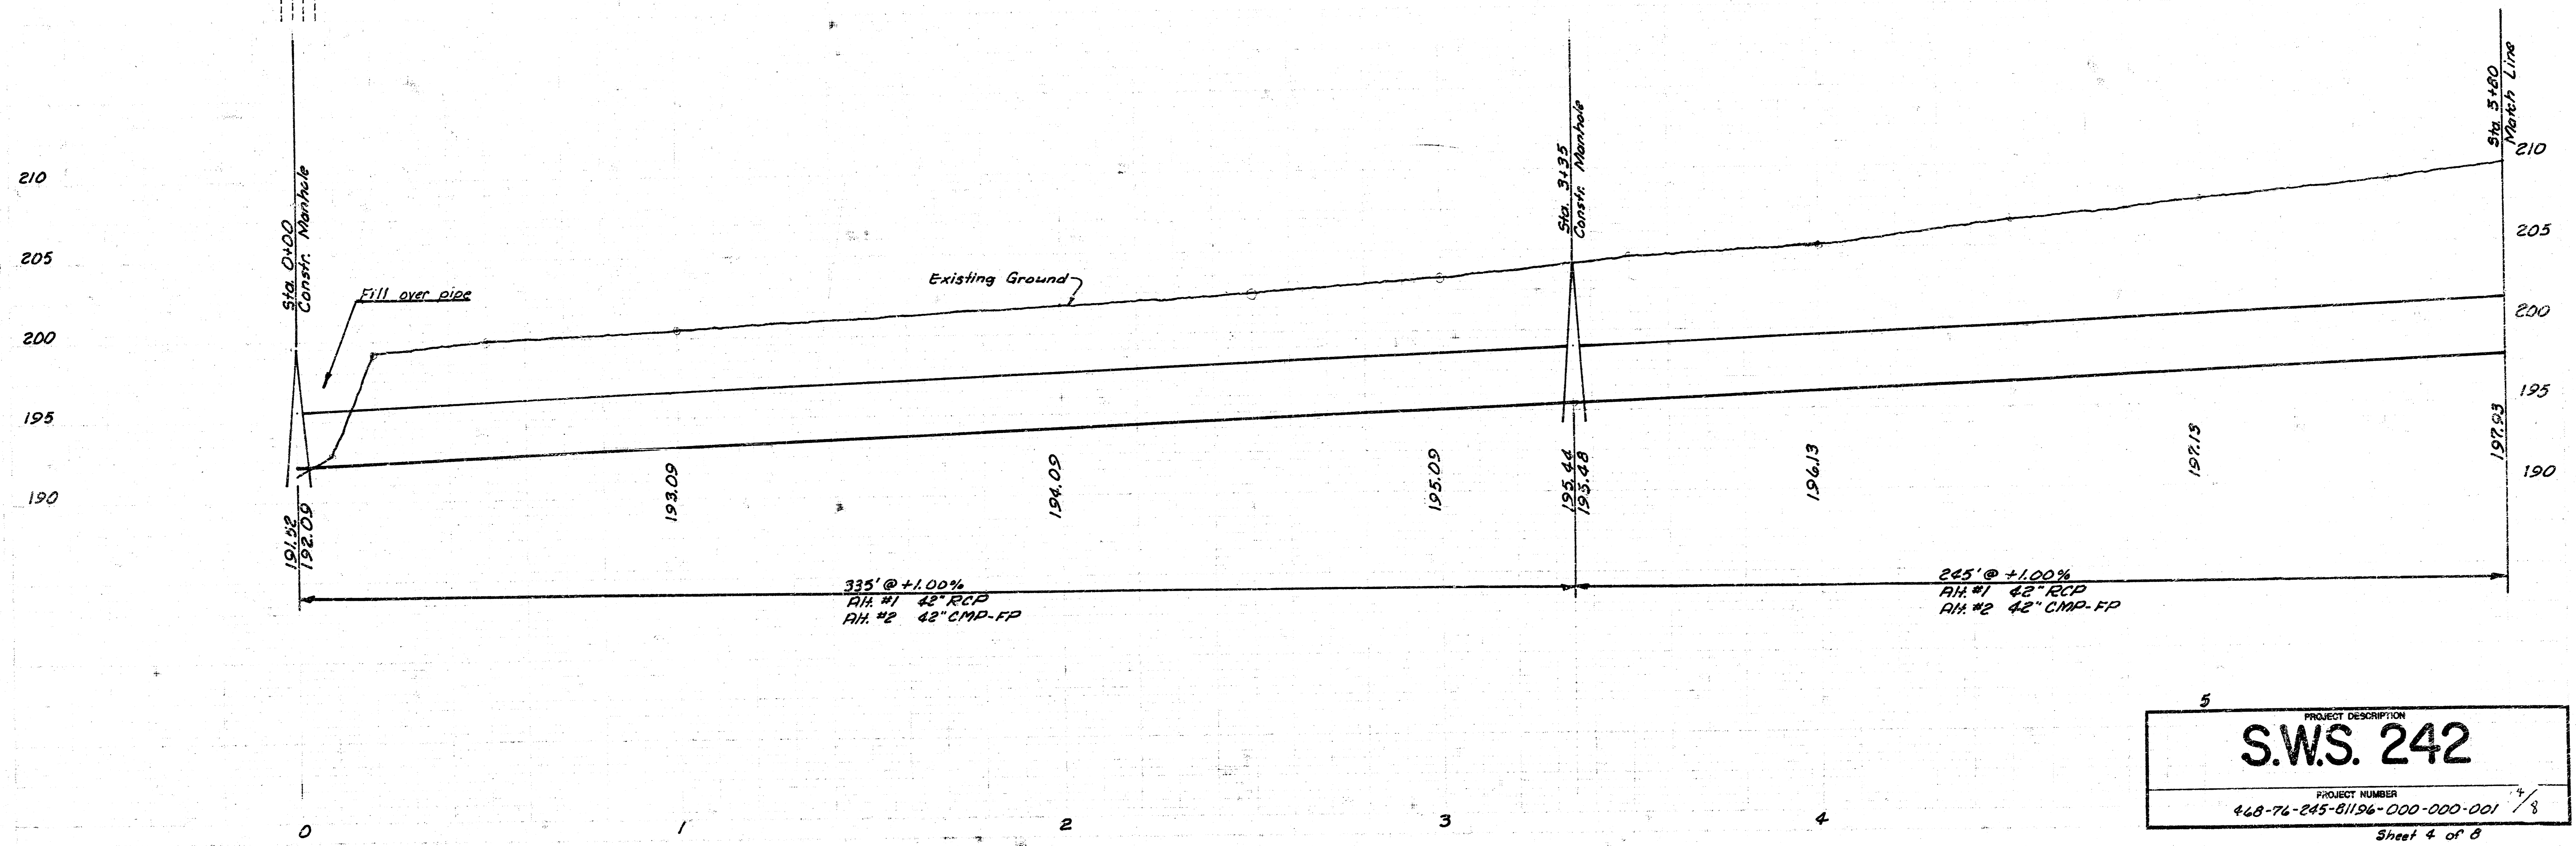 Sta. 0+00
Constr. Manhole
Sta. 3+35
Constr. Manhole
Sta. 5+80
Match Line
210
205
200
195
190
210
205
200
195
190
Fill over pipe
Existing Ground
191.52
192.09
193.09
194.09
195.09
195.44
195.48
196.13
197.13
197.93
335' @ +1.00%
Alt. #1 42" RCP
Alt. #2 42" CMP-FP
245' @ +1.00%
Alt. #1 42" RCP
Alt. #2 42" CMP-FP
0
1
2
3
4
5
PROJECT DESCRIPTION
S.W.S. 242
PROJECT NUMBER
468-76-245-81196-000-000-001 4/8
Sheet 4 of 8